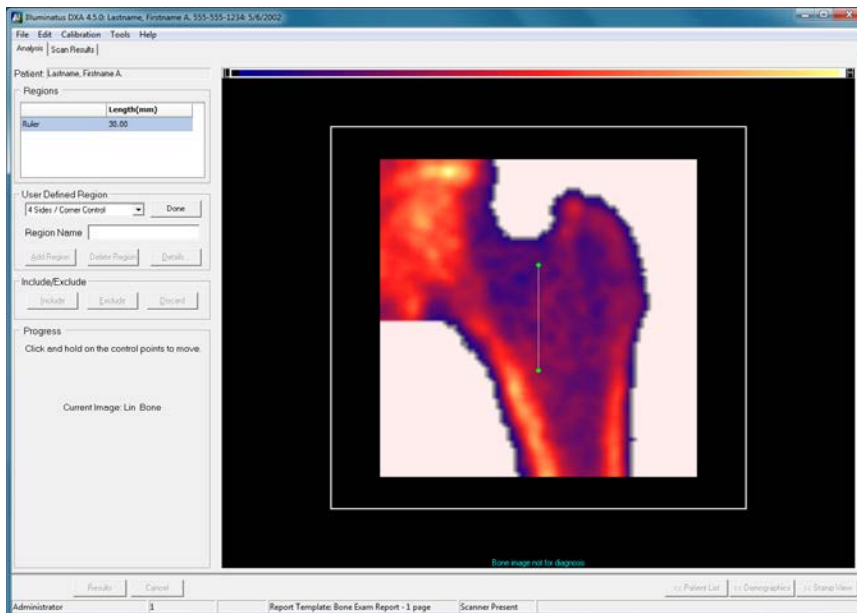 Illuminatus DXA 4.5.0: Lastname, Firstname A. 555-555-1234: 5/6/2002
File Edit Calibration Tools Help
Analysis Scan Results
Patient: Lastname, Firstname A.
Regions
Length(mm)
Ruler 30.00
User Defined Region
4 Sides / Corner Control Done
Region Name
Add Region Delete Region Details...
Include/Exclude
Include Exclude Discard
Progress
Click and hold on the control points to move.
Current Image: Lin Bone
Bone image not for diagnosis
Results Cancel << Patient List << Demographics << Stamp View
Administrator 1 Report Template: Bone Exam Report - 1 page Scanner Present